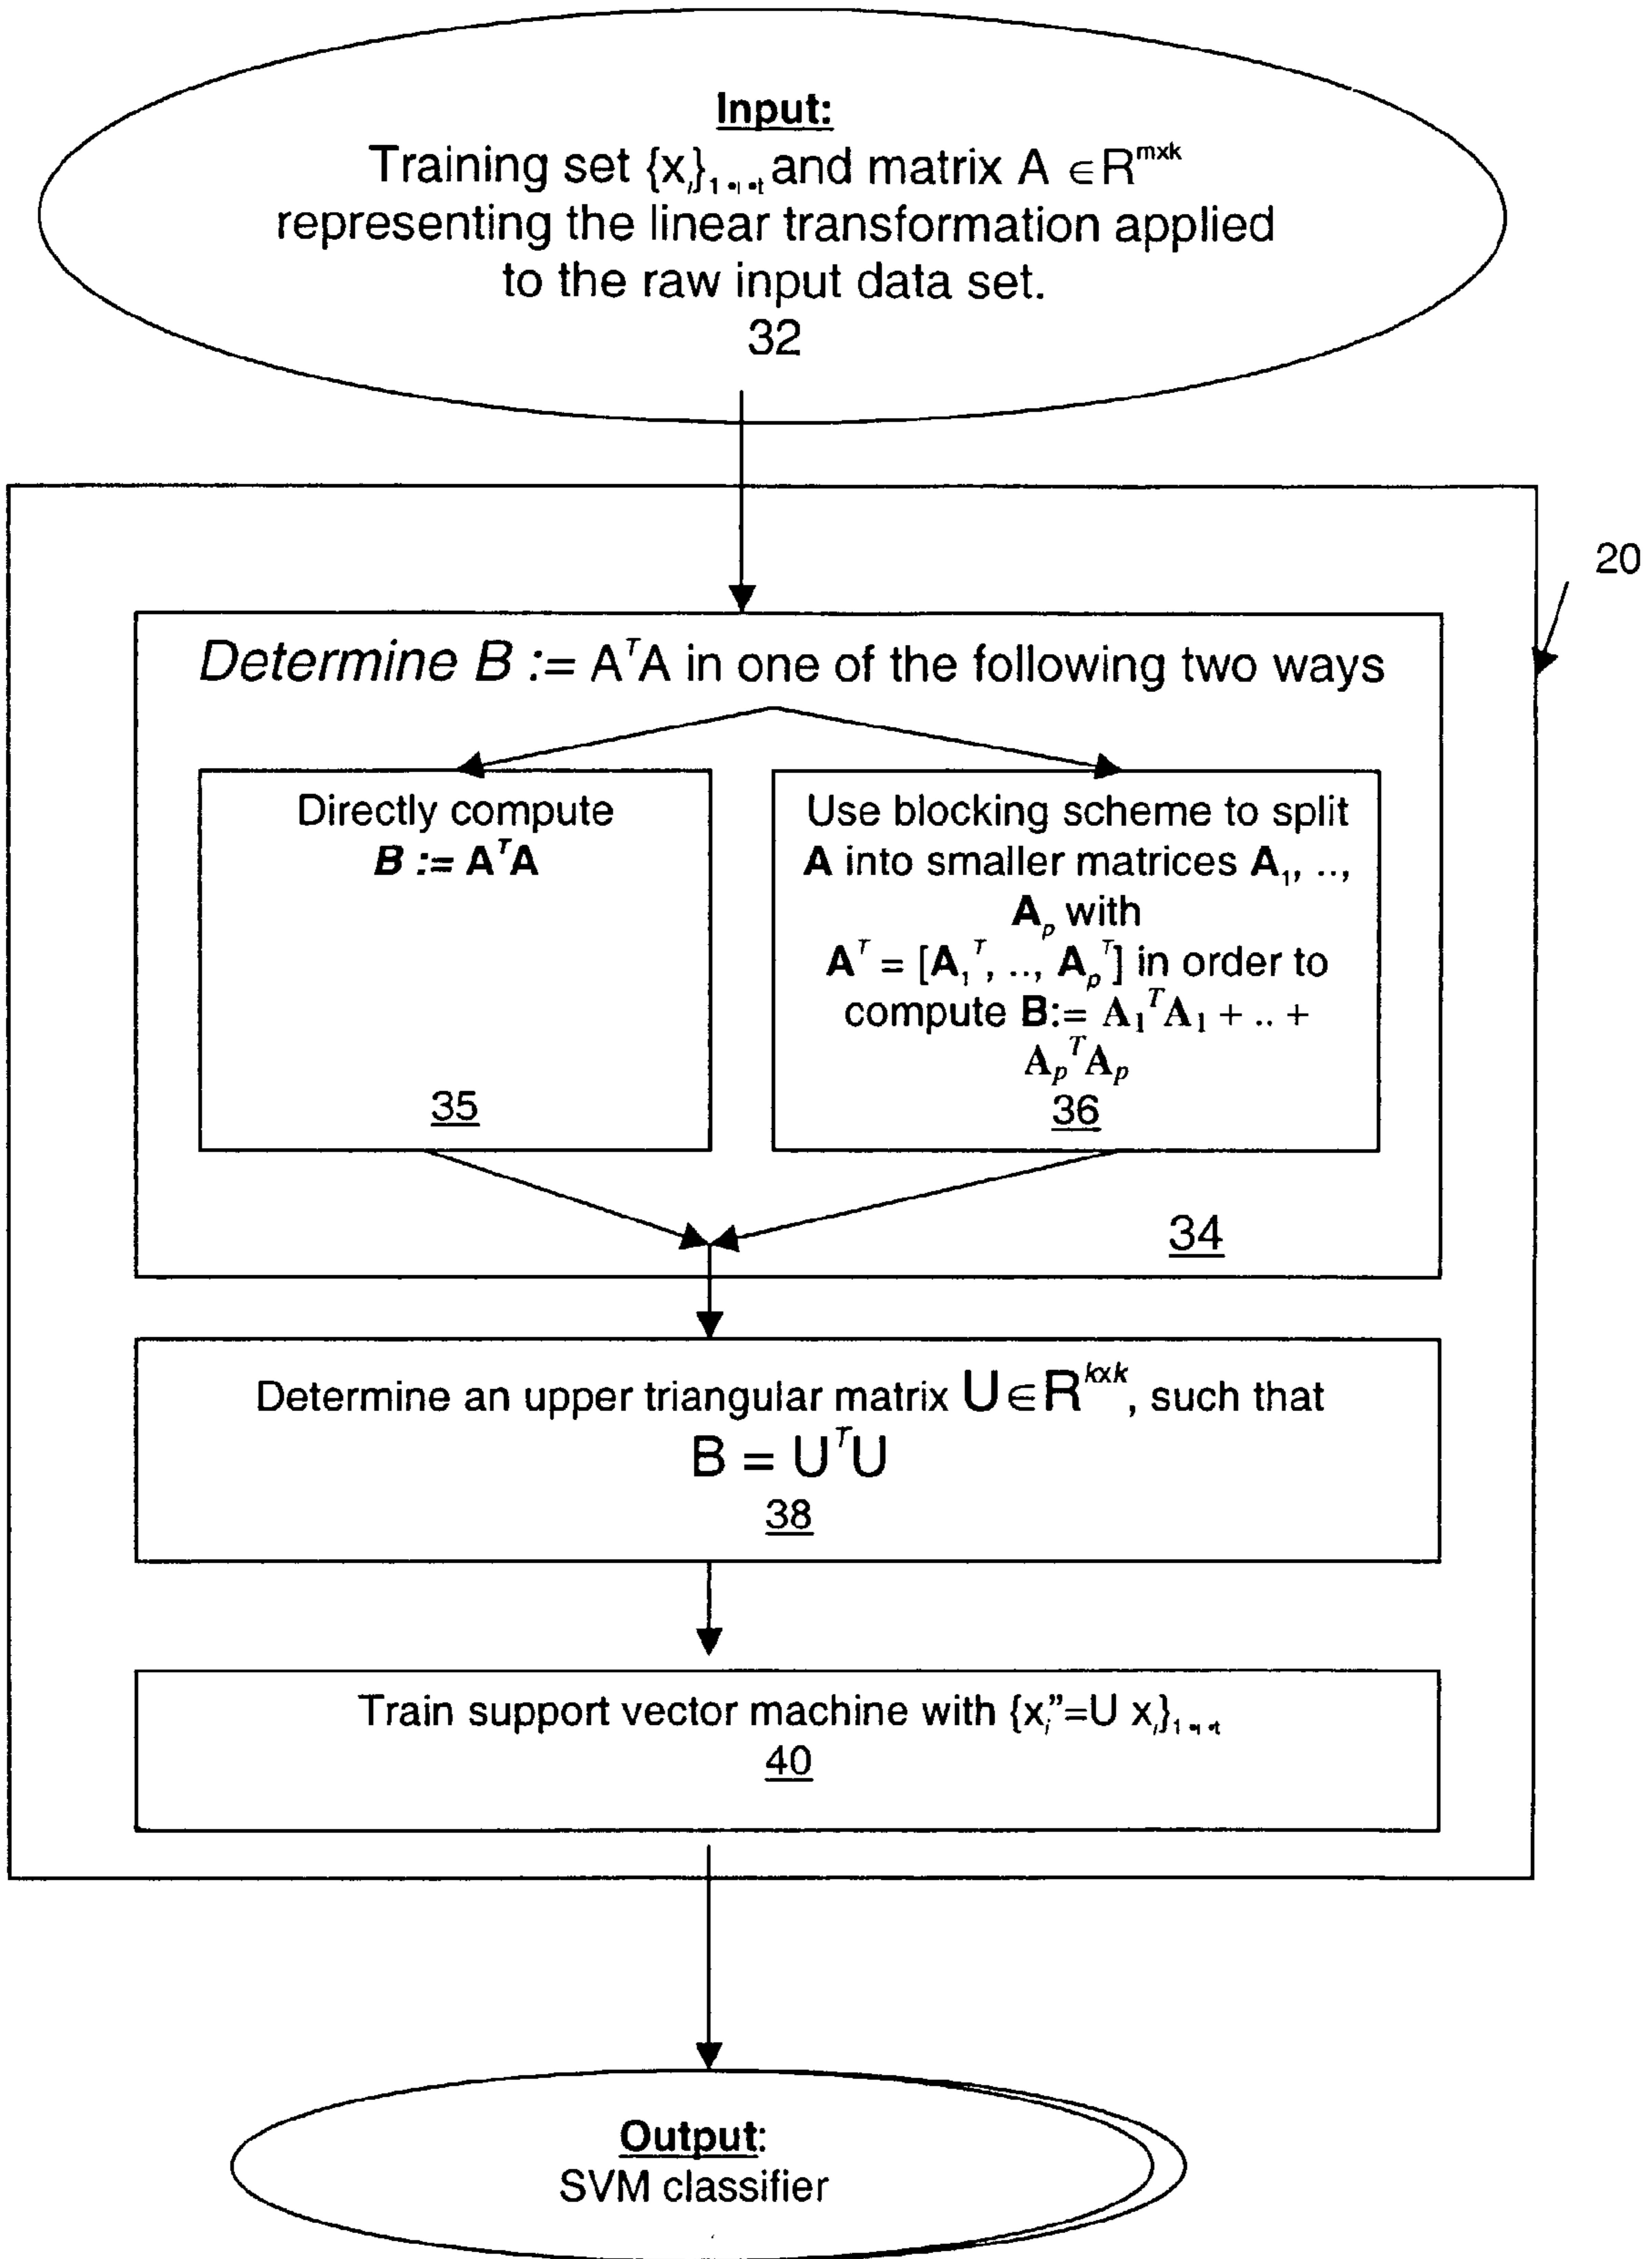 Input:
Training set {xᵢ}₁•ı•t and matrix A ∈R^mxk
representing the linear transformation applied
to the raw input data set.
32
20
Determine B := AᵀA in one of the following two ways
Directly compute
B := AᵀA
35
Use blocking scheme to split
A into smaller matrices A₁, ..,
Aₚ with
Aᵀ = [A₁ᵀ, .., Aₚᵀ] in order to
compute B:= A₁ᵀA₁ + .. +
AₚᵀAₚ
36
34
Determine an upper triangular matrix U∈R^kxk, such that
B = UᵀU
38
Train support vector machine with {xᵢ”=U xᵢ}₁•ı•t
40
Output:
SVM classifier